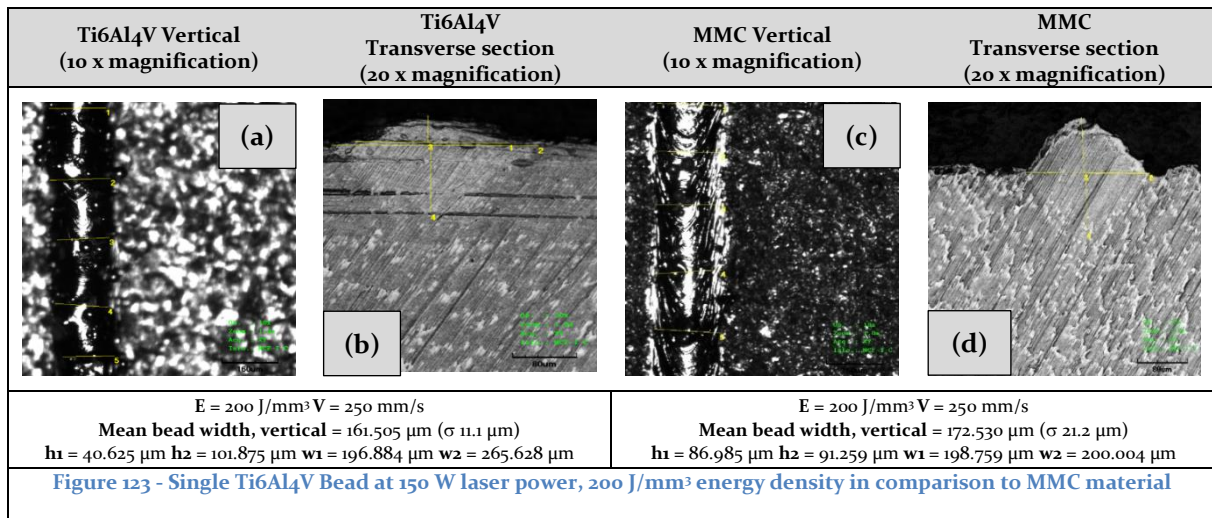 Ti6Al4V Vertical
(10 x magnification)
Ti6Al4V
Transverse section
(20 x magnification)
MMC Vertical
(10 x magnification)
MMC
Transverse section
(20 x magnification)
(a)
(b)
(c)
(d)
E = 200 J/mm³ V = 250 mm/s
Mean bead width, vertical = 161.505 µm (σ 11.1 µm)
h1 = 40.625 µm h2 = 101.875 µm w1 = 196.884 µm w2 = 265.628 µm
E = 200 J/mm³ V = 250 mm/s
Mean bead width, vertical = 172.530 µm (σ 21.2 µm)
h1 = 86.985 µm h2 = 91.259 µm w1 = 198.759 µm w2 = 200.004 µm
Figure 123 - Single Ti6Al4V Bead at 150 W laser power, 200 J/mm³ energy density in comparison to MMC material